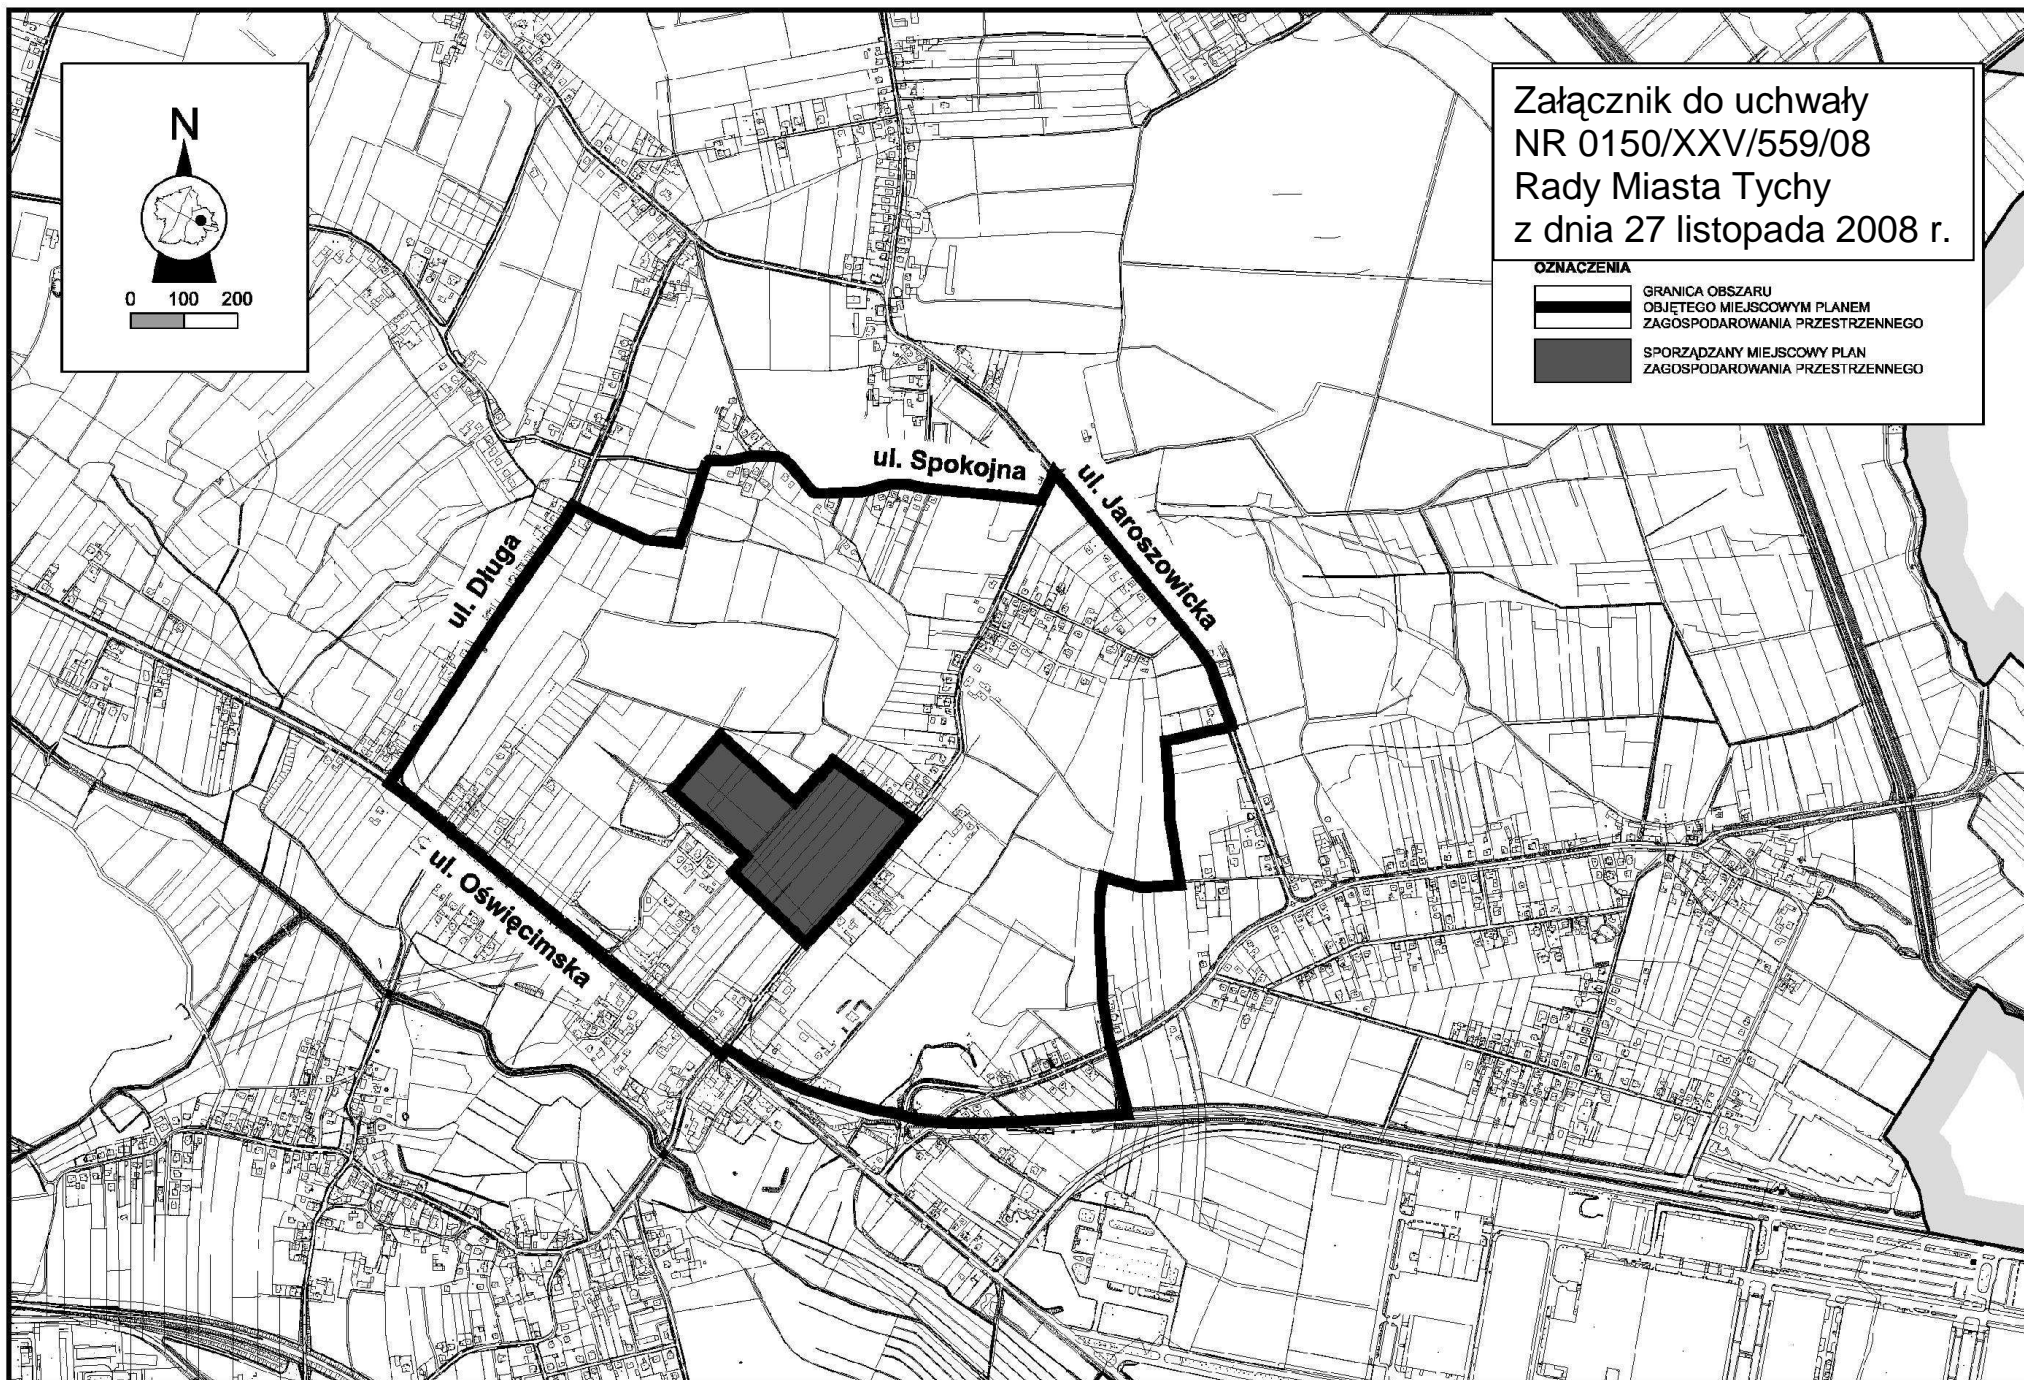 N
0 100 200
Załącznik do uchwały
NR 0150/XXV/559/08
Rady Miasta Tychy
z dnia 27 listopada 2008 r.
OZNACZENIA
GRANICA OBSZARU
OBJĘTEGO MIEJSCOWYM PLANEM
ZAGOSPODAROWANIA PRZESTRZENNEGO
SPORZĄDZANY MIEJSCOWY PLAN
ZAGOSPODAROWANIA PRZESTRZENNEGO
ul. Spokojna
ul. Jaroszowicka
ul. Długa
ul. Oświęcimska